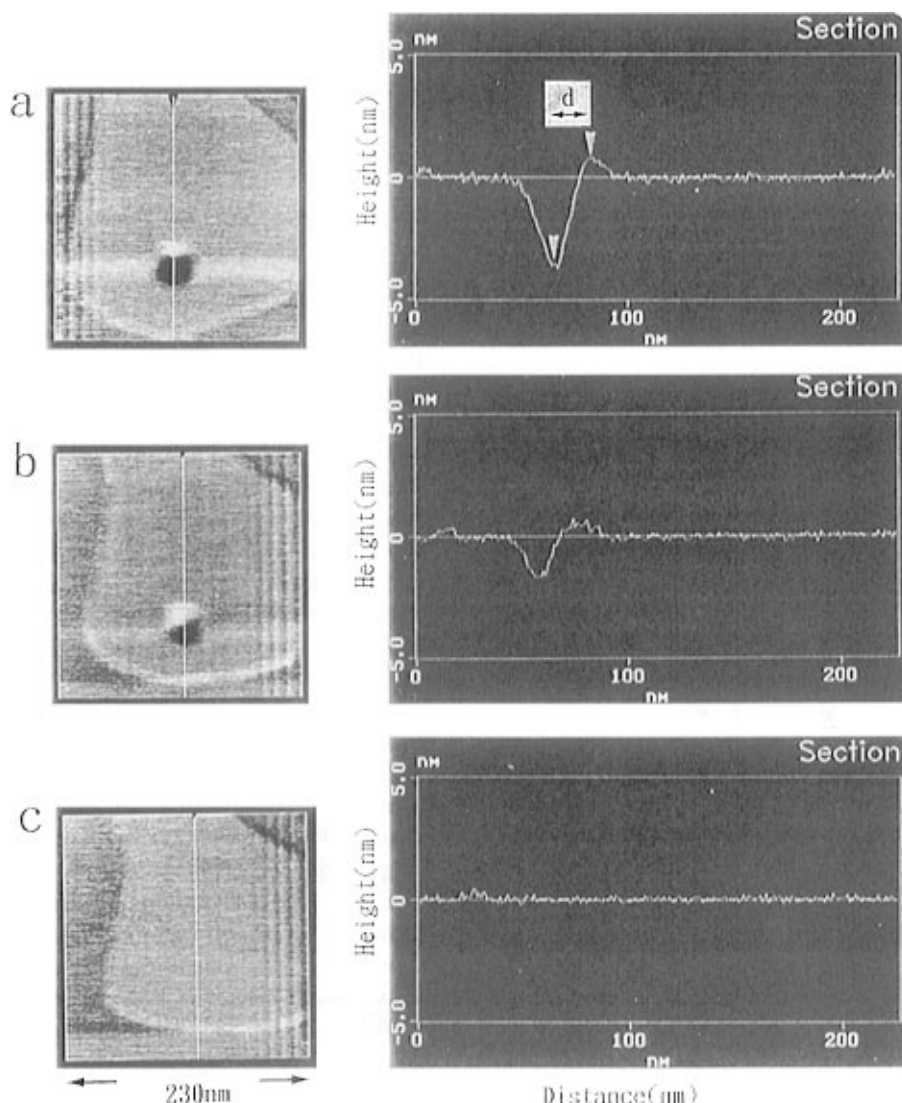 a
Section
nM
5.0
Height(nm)
0
-5.0
d
0
100
200
nM
b
Section
nM
5.0
Height(nm)
0
-5.0
0
100
200
nM
c
Section
nM
5.0
Height(nm)
0
-5.0
0
100
200
nM
230nm
Distance(nm)